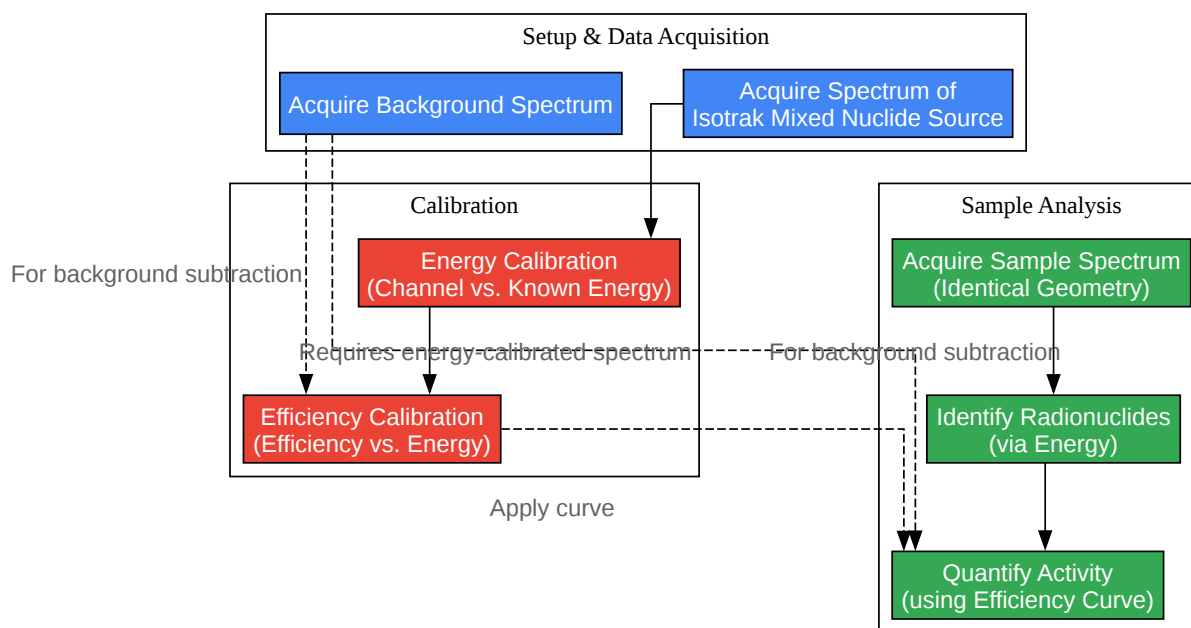 Setup & Data Acquisition
Acquire Background Spectrum
Acquire Spectrum of
Isotrak Mixed Nuclide Source
Calibration
Sample Analysis
Energy Calibration
(Channel vs. Known Energy)
Acquire Sample Spectrum
(Identical Geometry)
For background subtraction
Requires energy-calibrated spectrum
For background subtraction
Efficiency Calibration
(Efficiency vs. Energy)
Identify Radionuclides
(via Energy)
Apply curve
Quantify Activity
(using Efficiency Curve)